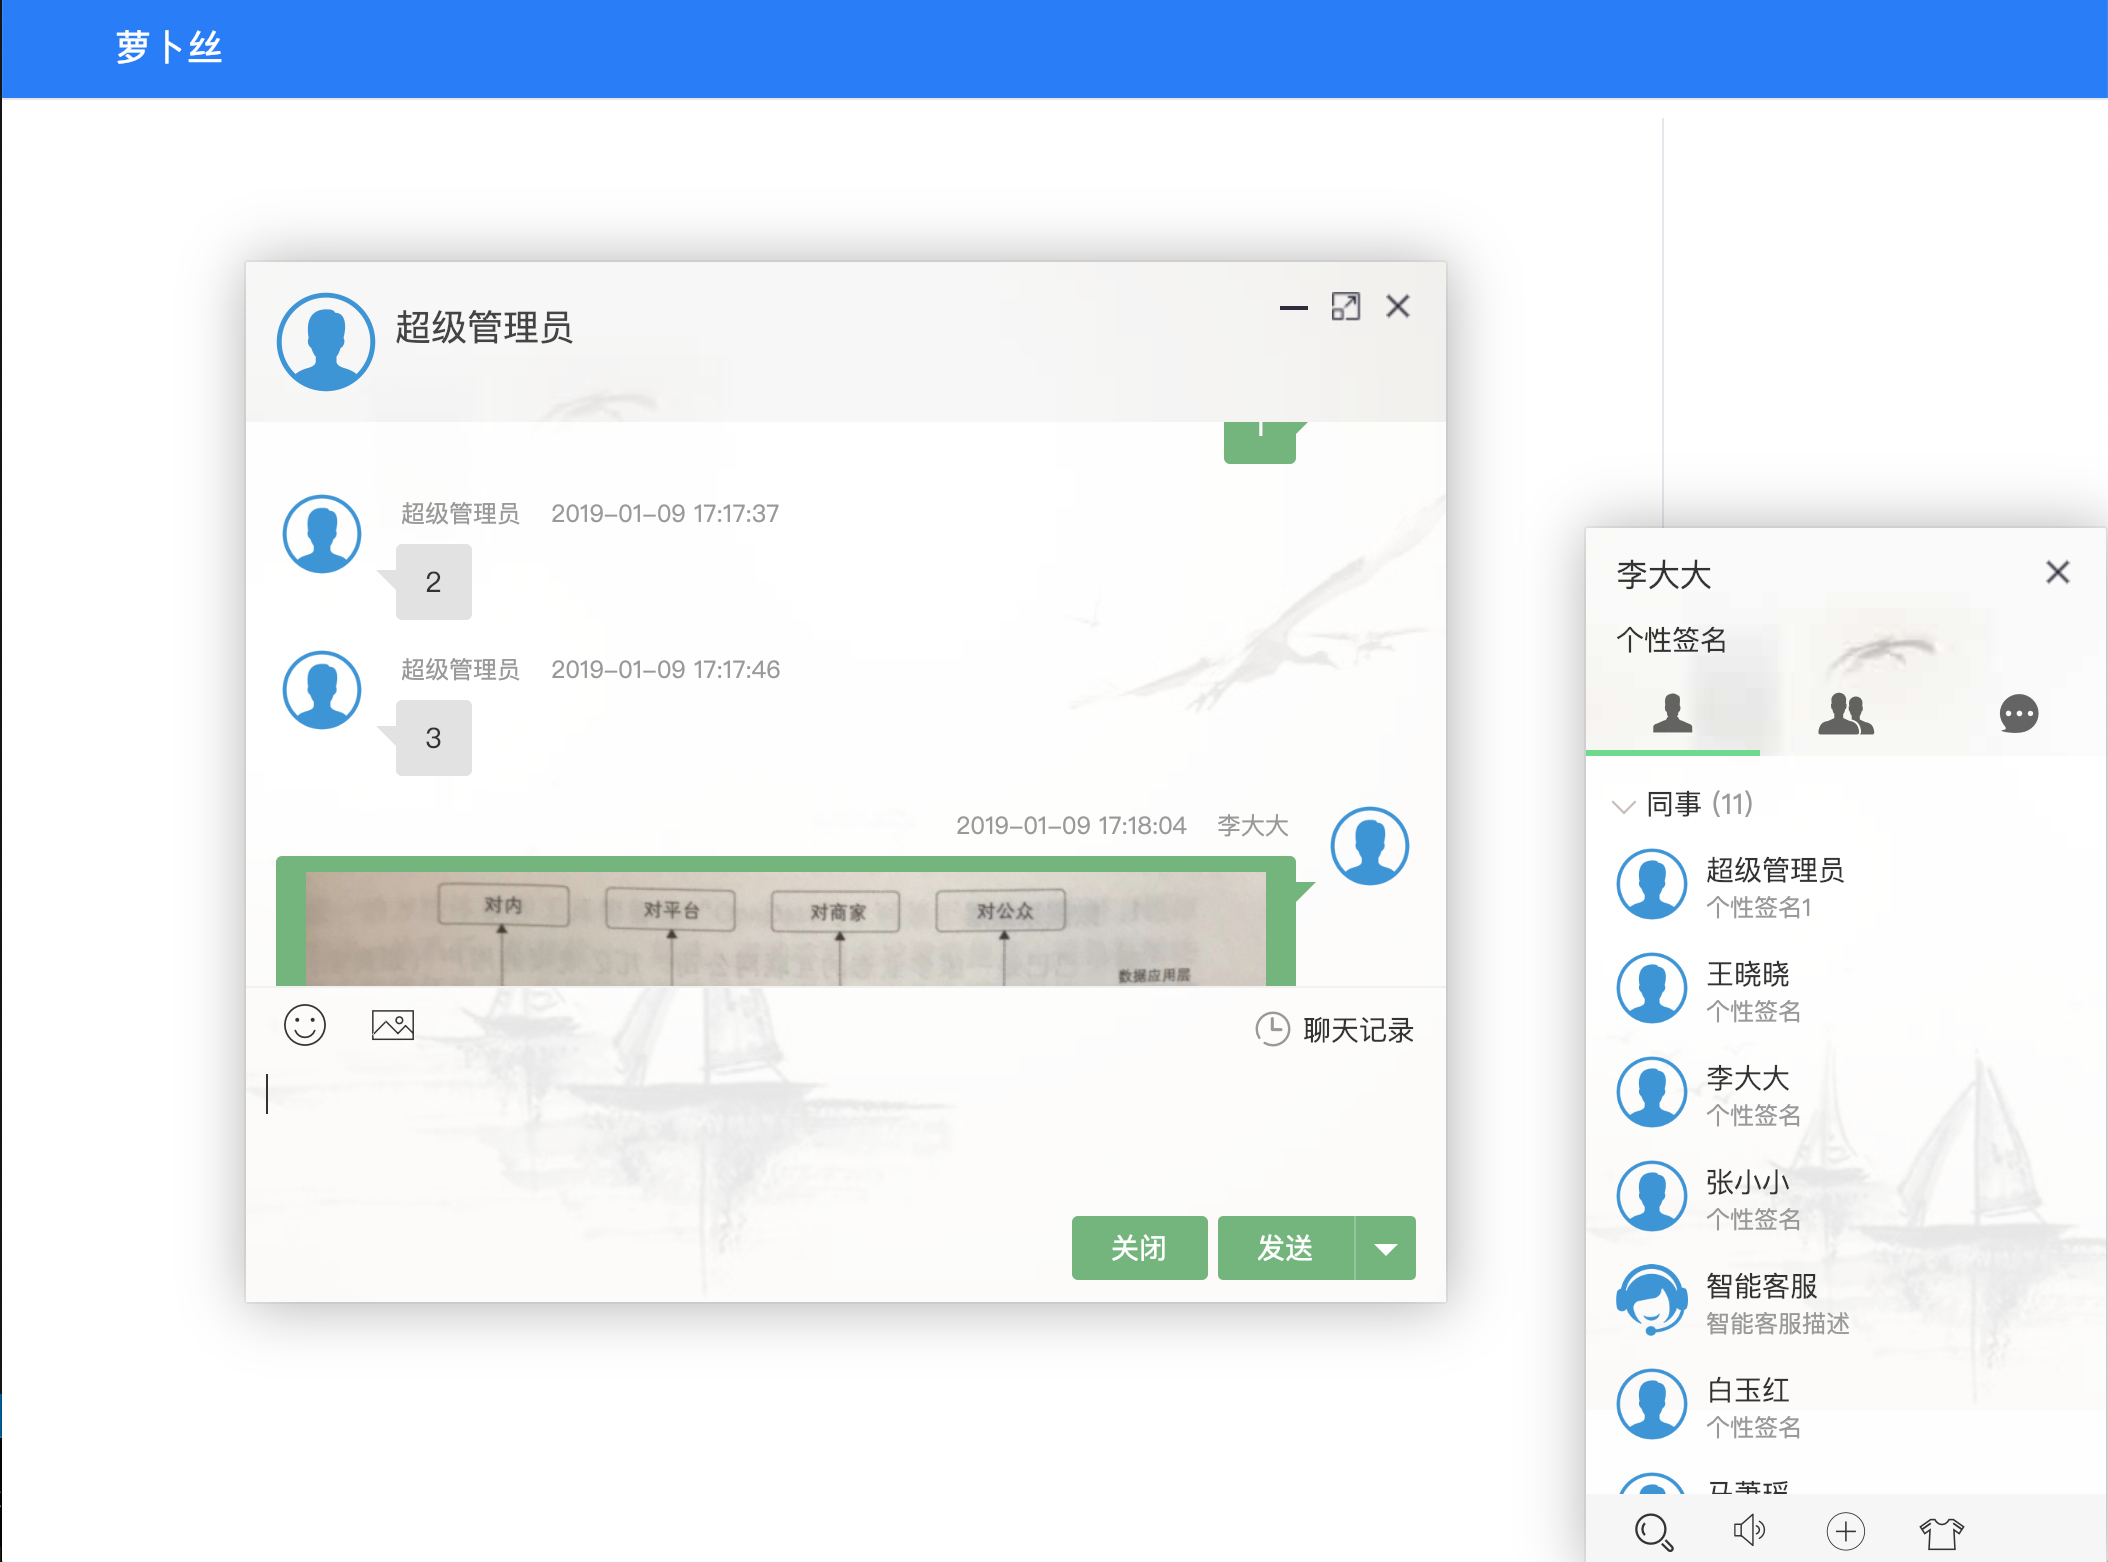 萝卜丝
超级管理员
超级管理员 2019-01-09 17:17:37
2
超级管理员 2019-01-09 17:17:46
3
2019-01-09 17:18:04 李大大
对内 对平台 对商家 对公众
数据应用层
聊天记录
关闭 发送
李大大
个性签名
同事 (11)
超级管理员
个性签名1
王晓晓
个性签名
李大大
个性签名
张小小
个性签名
智能客服
智能客服描述
白玉红
个性签名